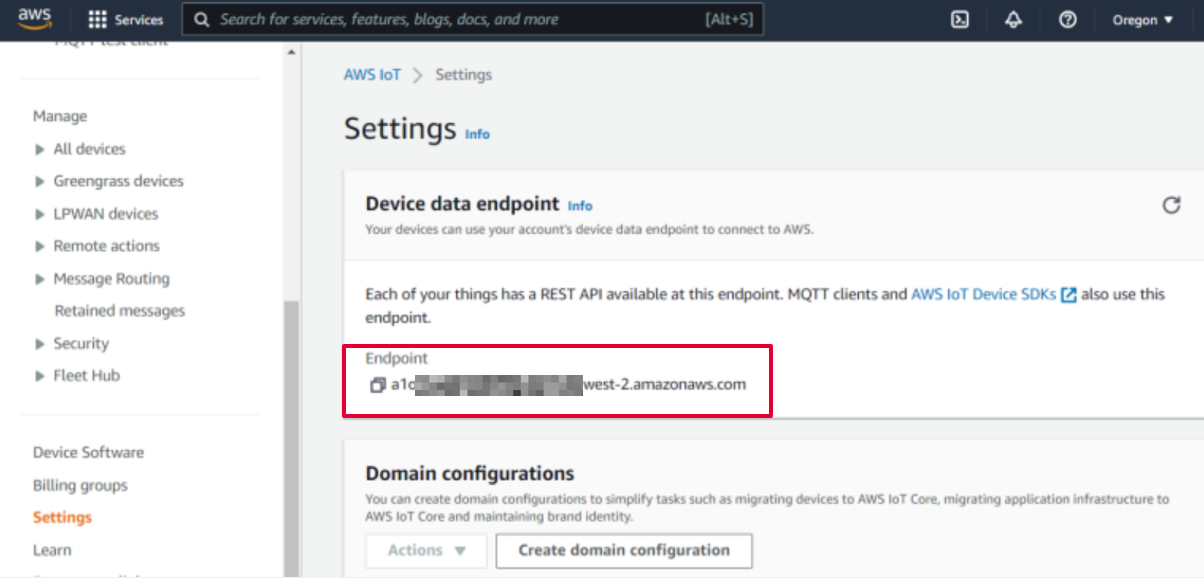 aws
Services
Search for services, features, blogs, docs, and more
[Alt+S]
Oregon
MQTT test client
Manage
All devices
Greengrass devices
LPWAN devices
Remote actions
Message Routing
Retained messages
Security
Fleet Hub
Device Software
Billing groups
Settings
Learn
AWS IoT > Settings
Settings Info
Device data endpoint Info
Your devices can use your account's device data endpoint to connect to AWS.
Each of your things has a REST API available at this endpoint. MQTT clients and AWS IoT Device SDKs also use this
endpoint.
Endpoint
west-2.amazonaws.com
Domain configurations
You can create domain configurations to simplify tasks such as migrating devices to AWS IoT Core, migrating application infrastructure to
AWS IoT Core and maintaining brand identity.
Actions
Create domain configuration